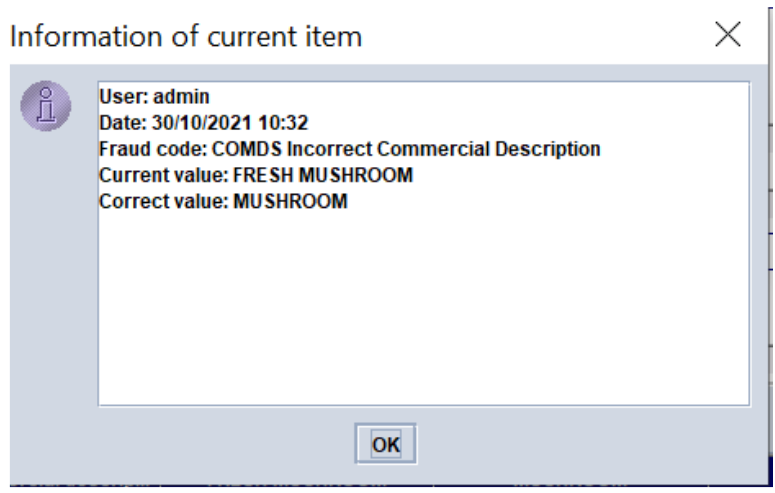 Information of current item
User: admin
Date: 30/10/2021 10:32
Fraud code: COMDS Incorrect Commercial Description
Current value: FRESH MUSHROOM
Correct value: MUSHROOM
OK